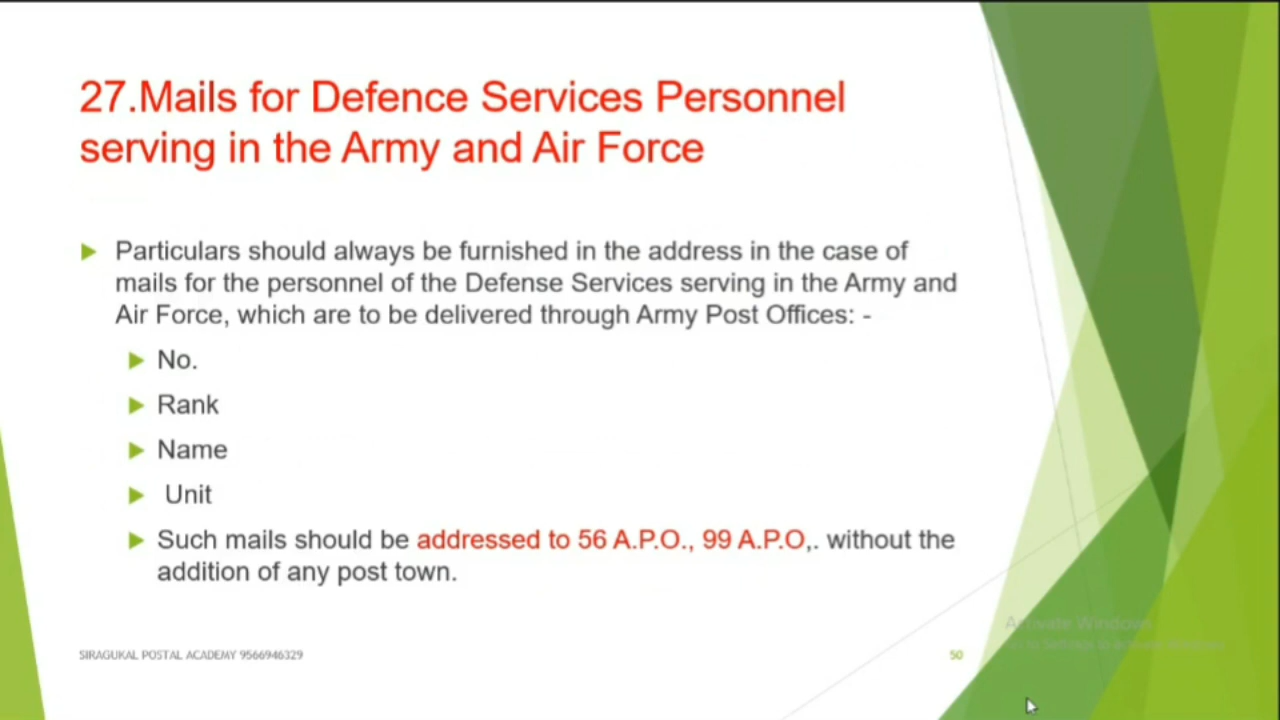 27.Mails for Defence Services Personnel
serving in the Army and Air Force
Particulars should always be furnished in the address in the case of
mails for the personnel of the Defense Services serving in the Army and
Air Force, which are to be delivered through Army Post Offices: -
No.
Rank
Name
Unit
Such mails should be addressed to 56 A.P.O., 99 A.P.O,. without the
addition of any post town.
Activate Windows
SIRAGUKAL POSTAL ACADEMY 9566946329
50